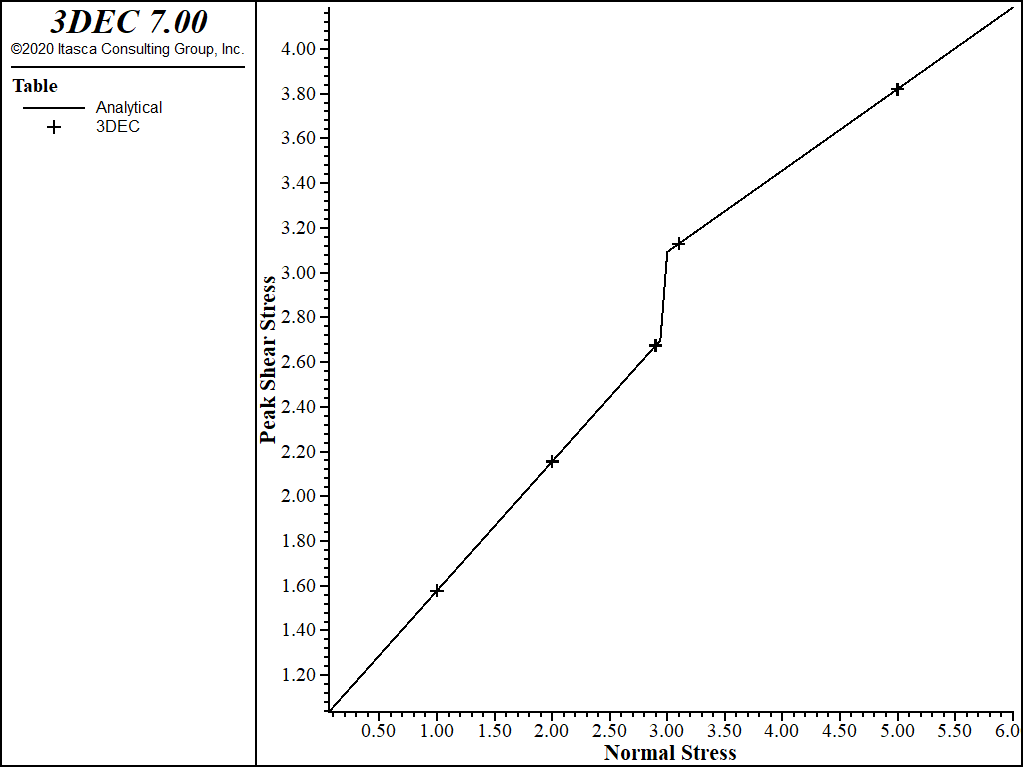 3DEC 7.00
©2020 Itasca Consulting Group, Inc.
Table
Analytical
3DEC
Peak Shear Stress
4.00
3.80
3.60
3.40
3.20
3.00
2.80
2.60
2.40
2.20
2.00
1.80
1.60
1.40
1.20
0.50 1.00 1.50 2.00 2.50 3.00 3.50 4.00 4.50 5.00 5.50 6.0
Normal Stress